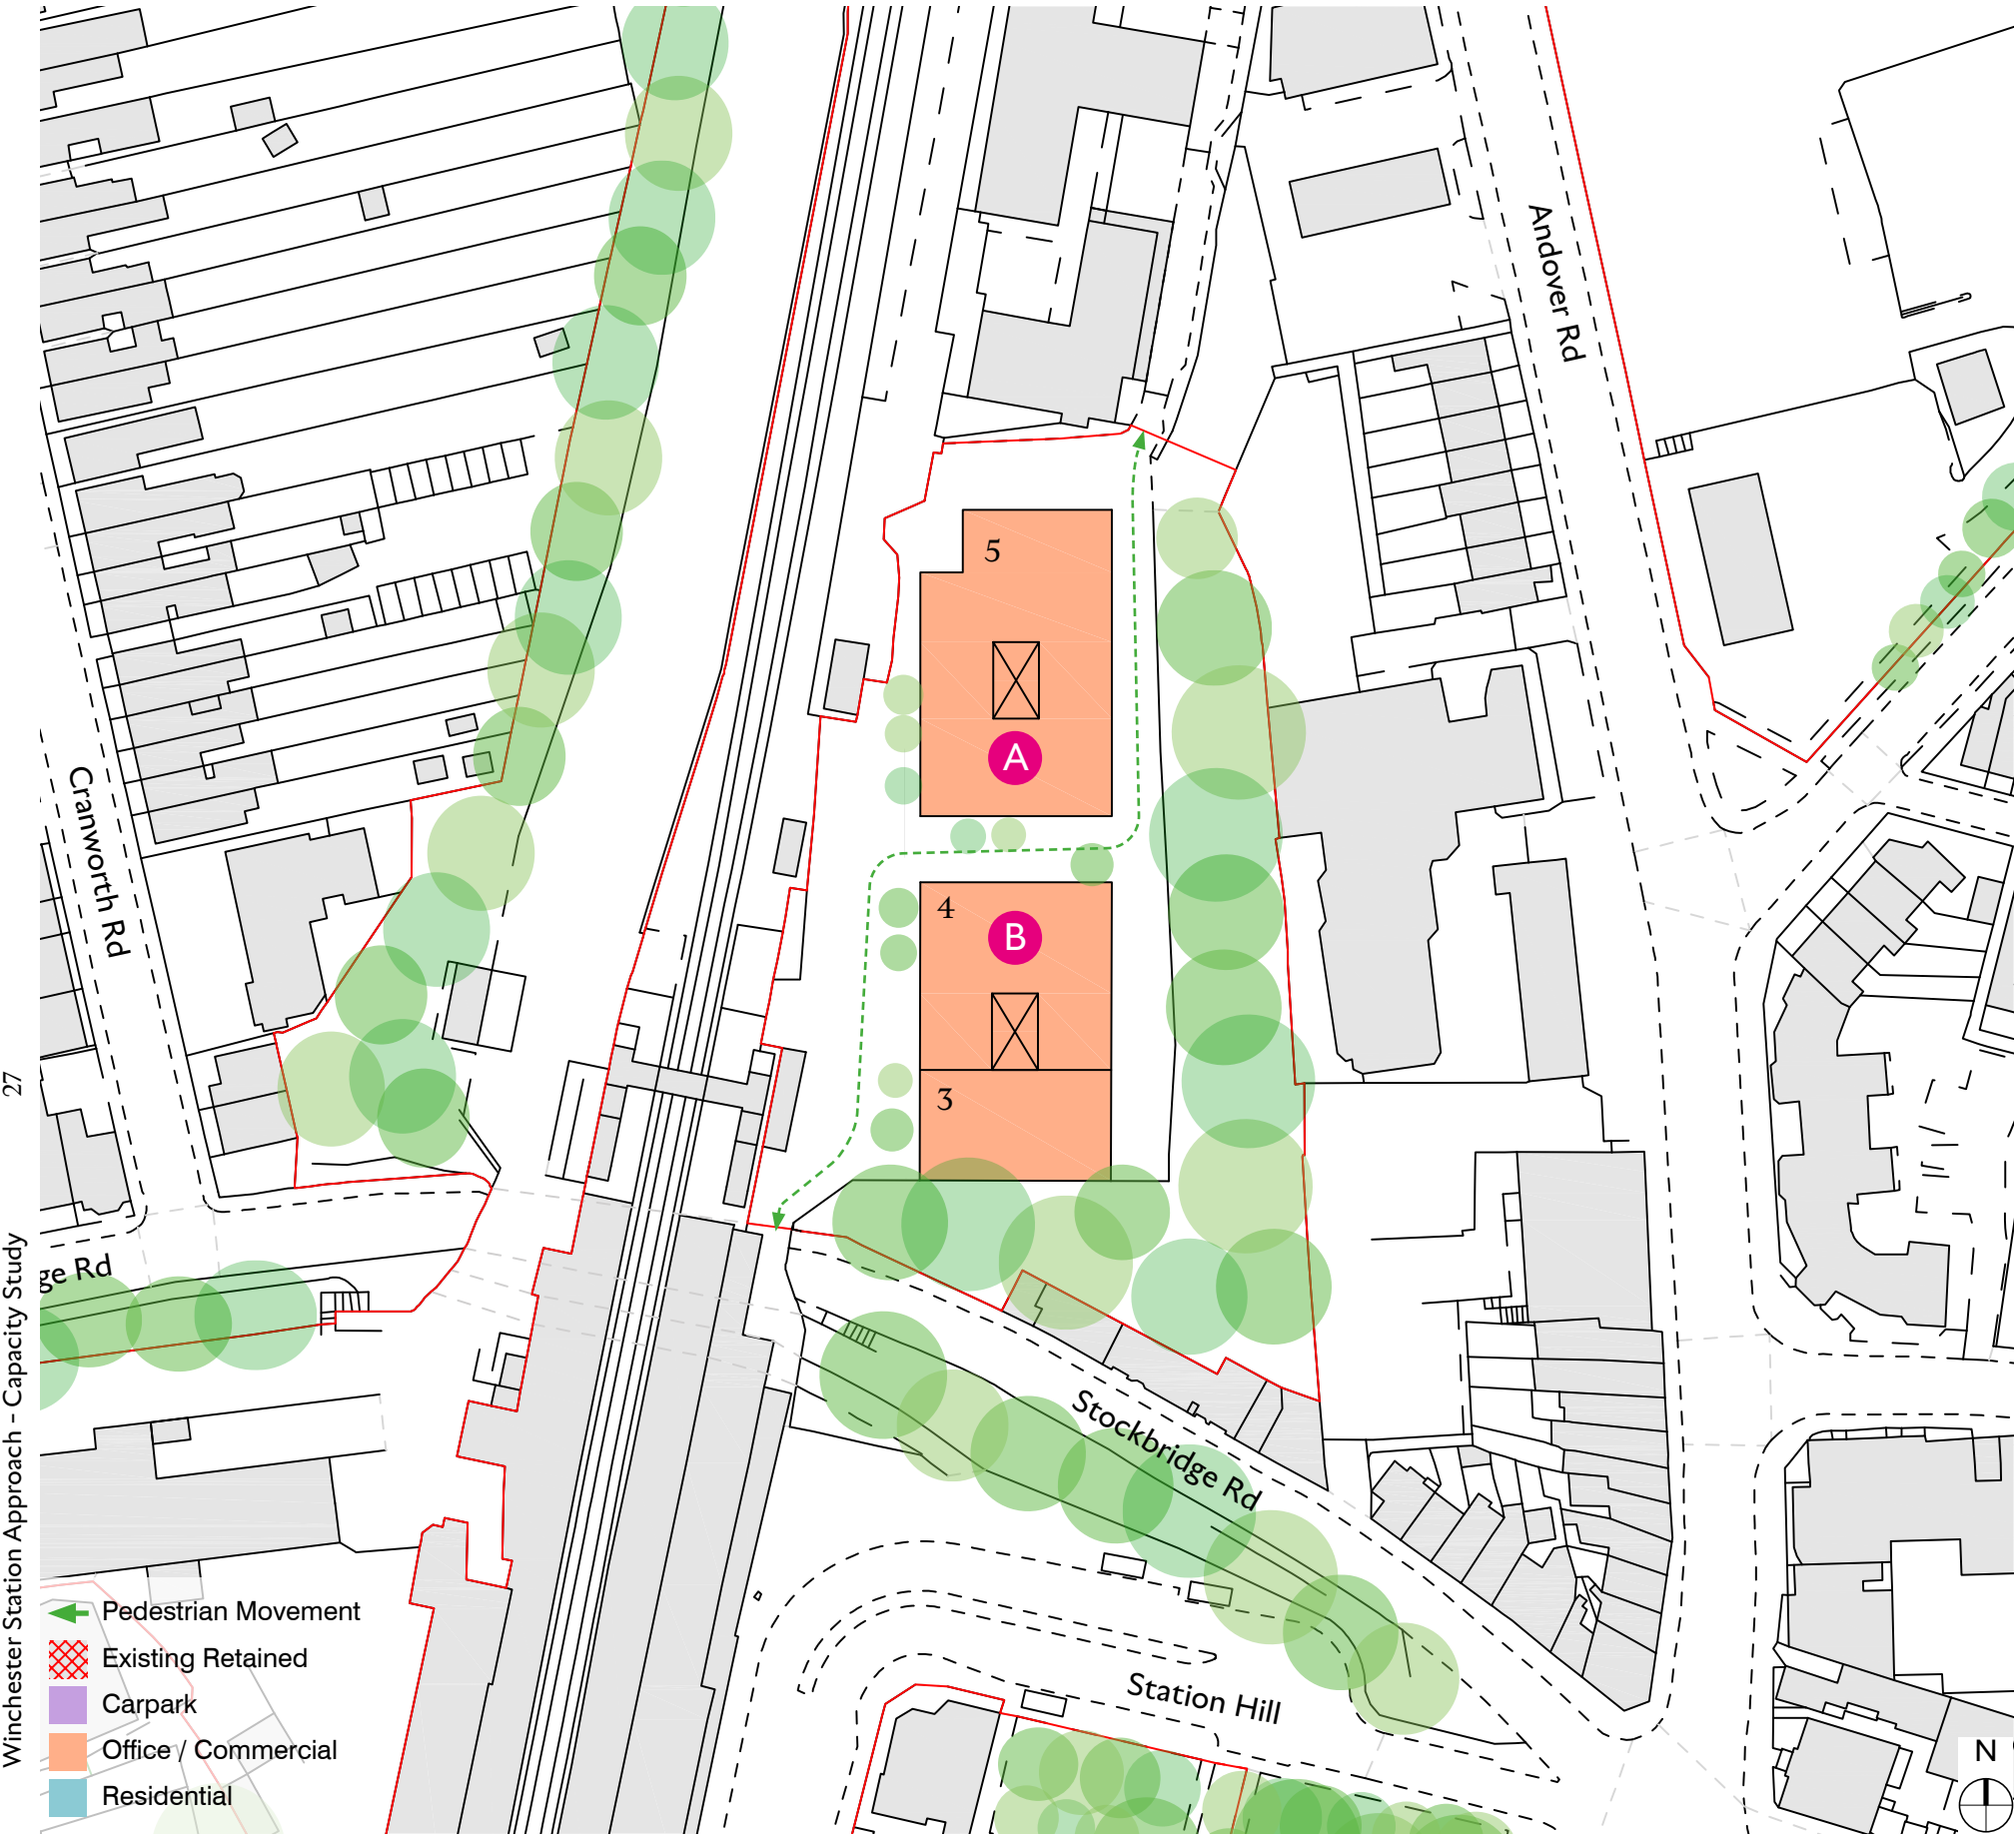 Andover Rd
5
A
Cranworth Rd
4
B
3
27
Winchester Station Approach – Capacity Study
ge Rd
Stockbridge Rd
Station Hill
Pedestrian Movement
Existing Retained
Carpark
Office / Commercial
Residential
N